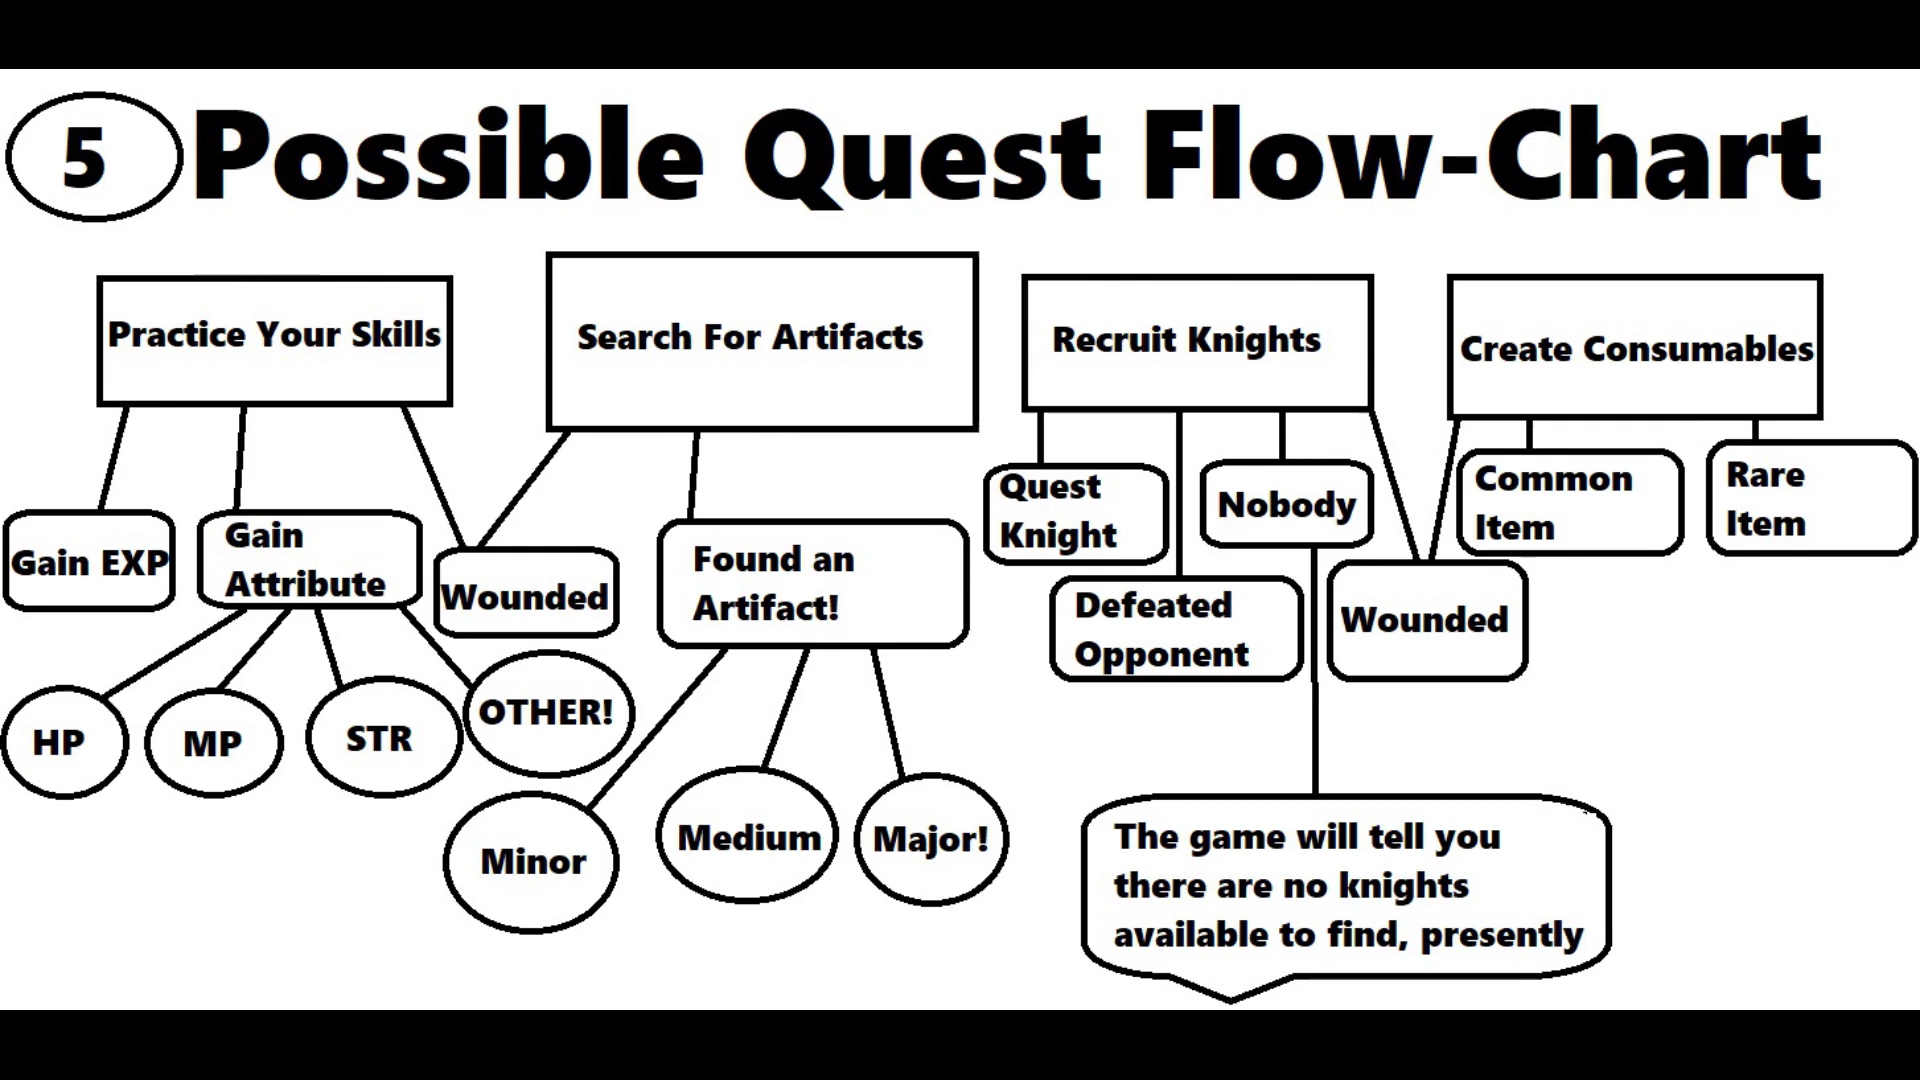 5
Possible Quest Flow-Chart
Practice Your Skills
Search For Artifacts
Recruit Knights
Create Consumables
Gain EXP
Gain
Attribute
Wounded
Found an
Artifact!
Quest
Knight
Nobody
Common
Item
Rare
Item
Defeated
Opponent
Wounded
HP
MP
STR
OTHER!
Minor
Medium
Major!
The game will tell you
there are no knights
available to find, presently